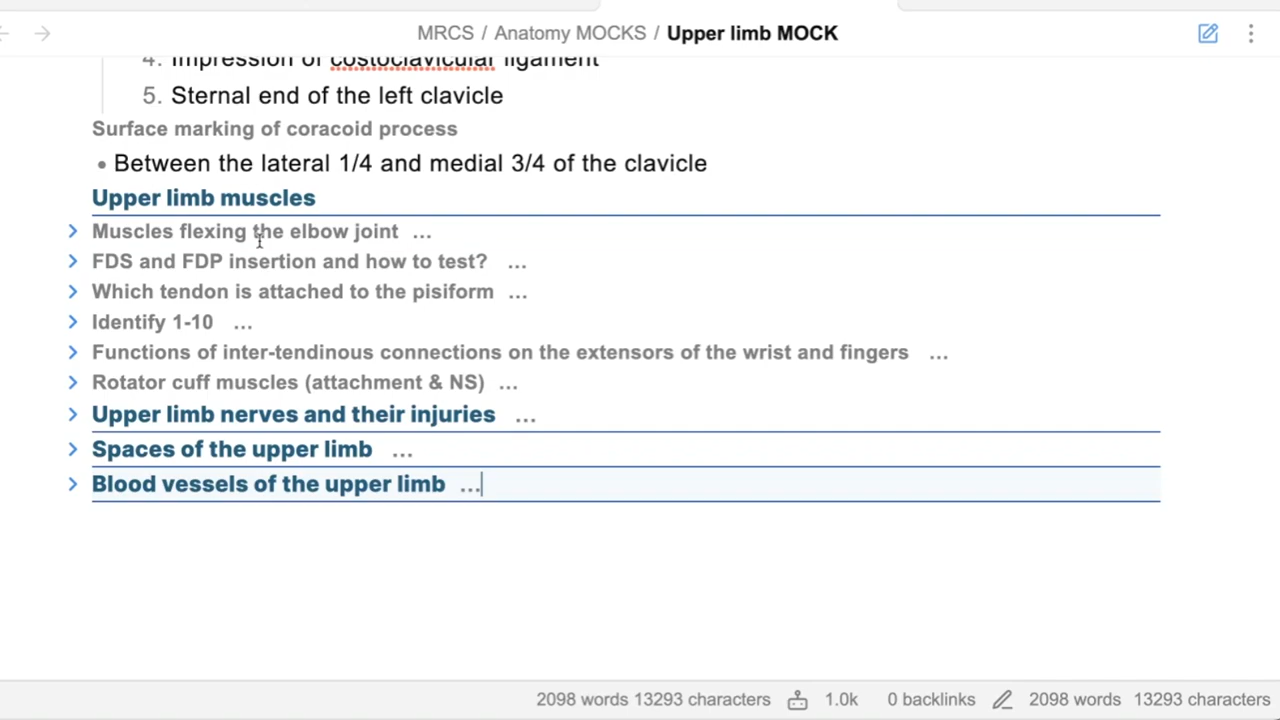 MRCS / Anatomy MOCKS / Upper limb MOCK
4. Impression of costoclavicular ligament
5. Sternal end of the left clavicle
Surface marking of coracoid process
• Between the lateral 1/4 and medial 3/4 of the clavicle
Upper limb muscles
Muscles flexing the elbow joint ...
FDS and FDP insertion and how to test? ...
Which tendon is attached to the pisiform ...
Identify 1-10 ...
Functions of inter-tendinous connections on the extensors of the wrist and fingers ...
Rotator cuff muscles (attachment & NS) ...
Upper limb nerves and their injuries ...
Spaces of the upper limb ...
Blood vessels of the upper limb ...
2098 words 13293 characters 1.0k 0 backlinks 2098 words 13293 characters